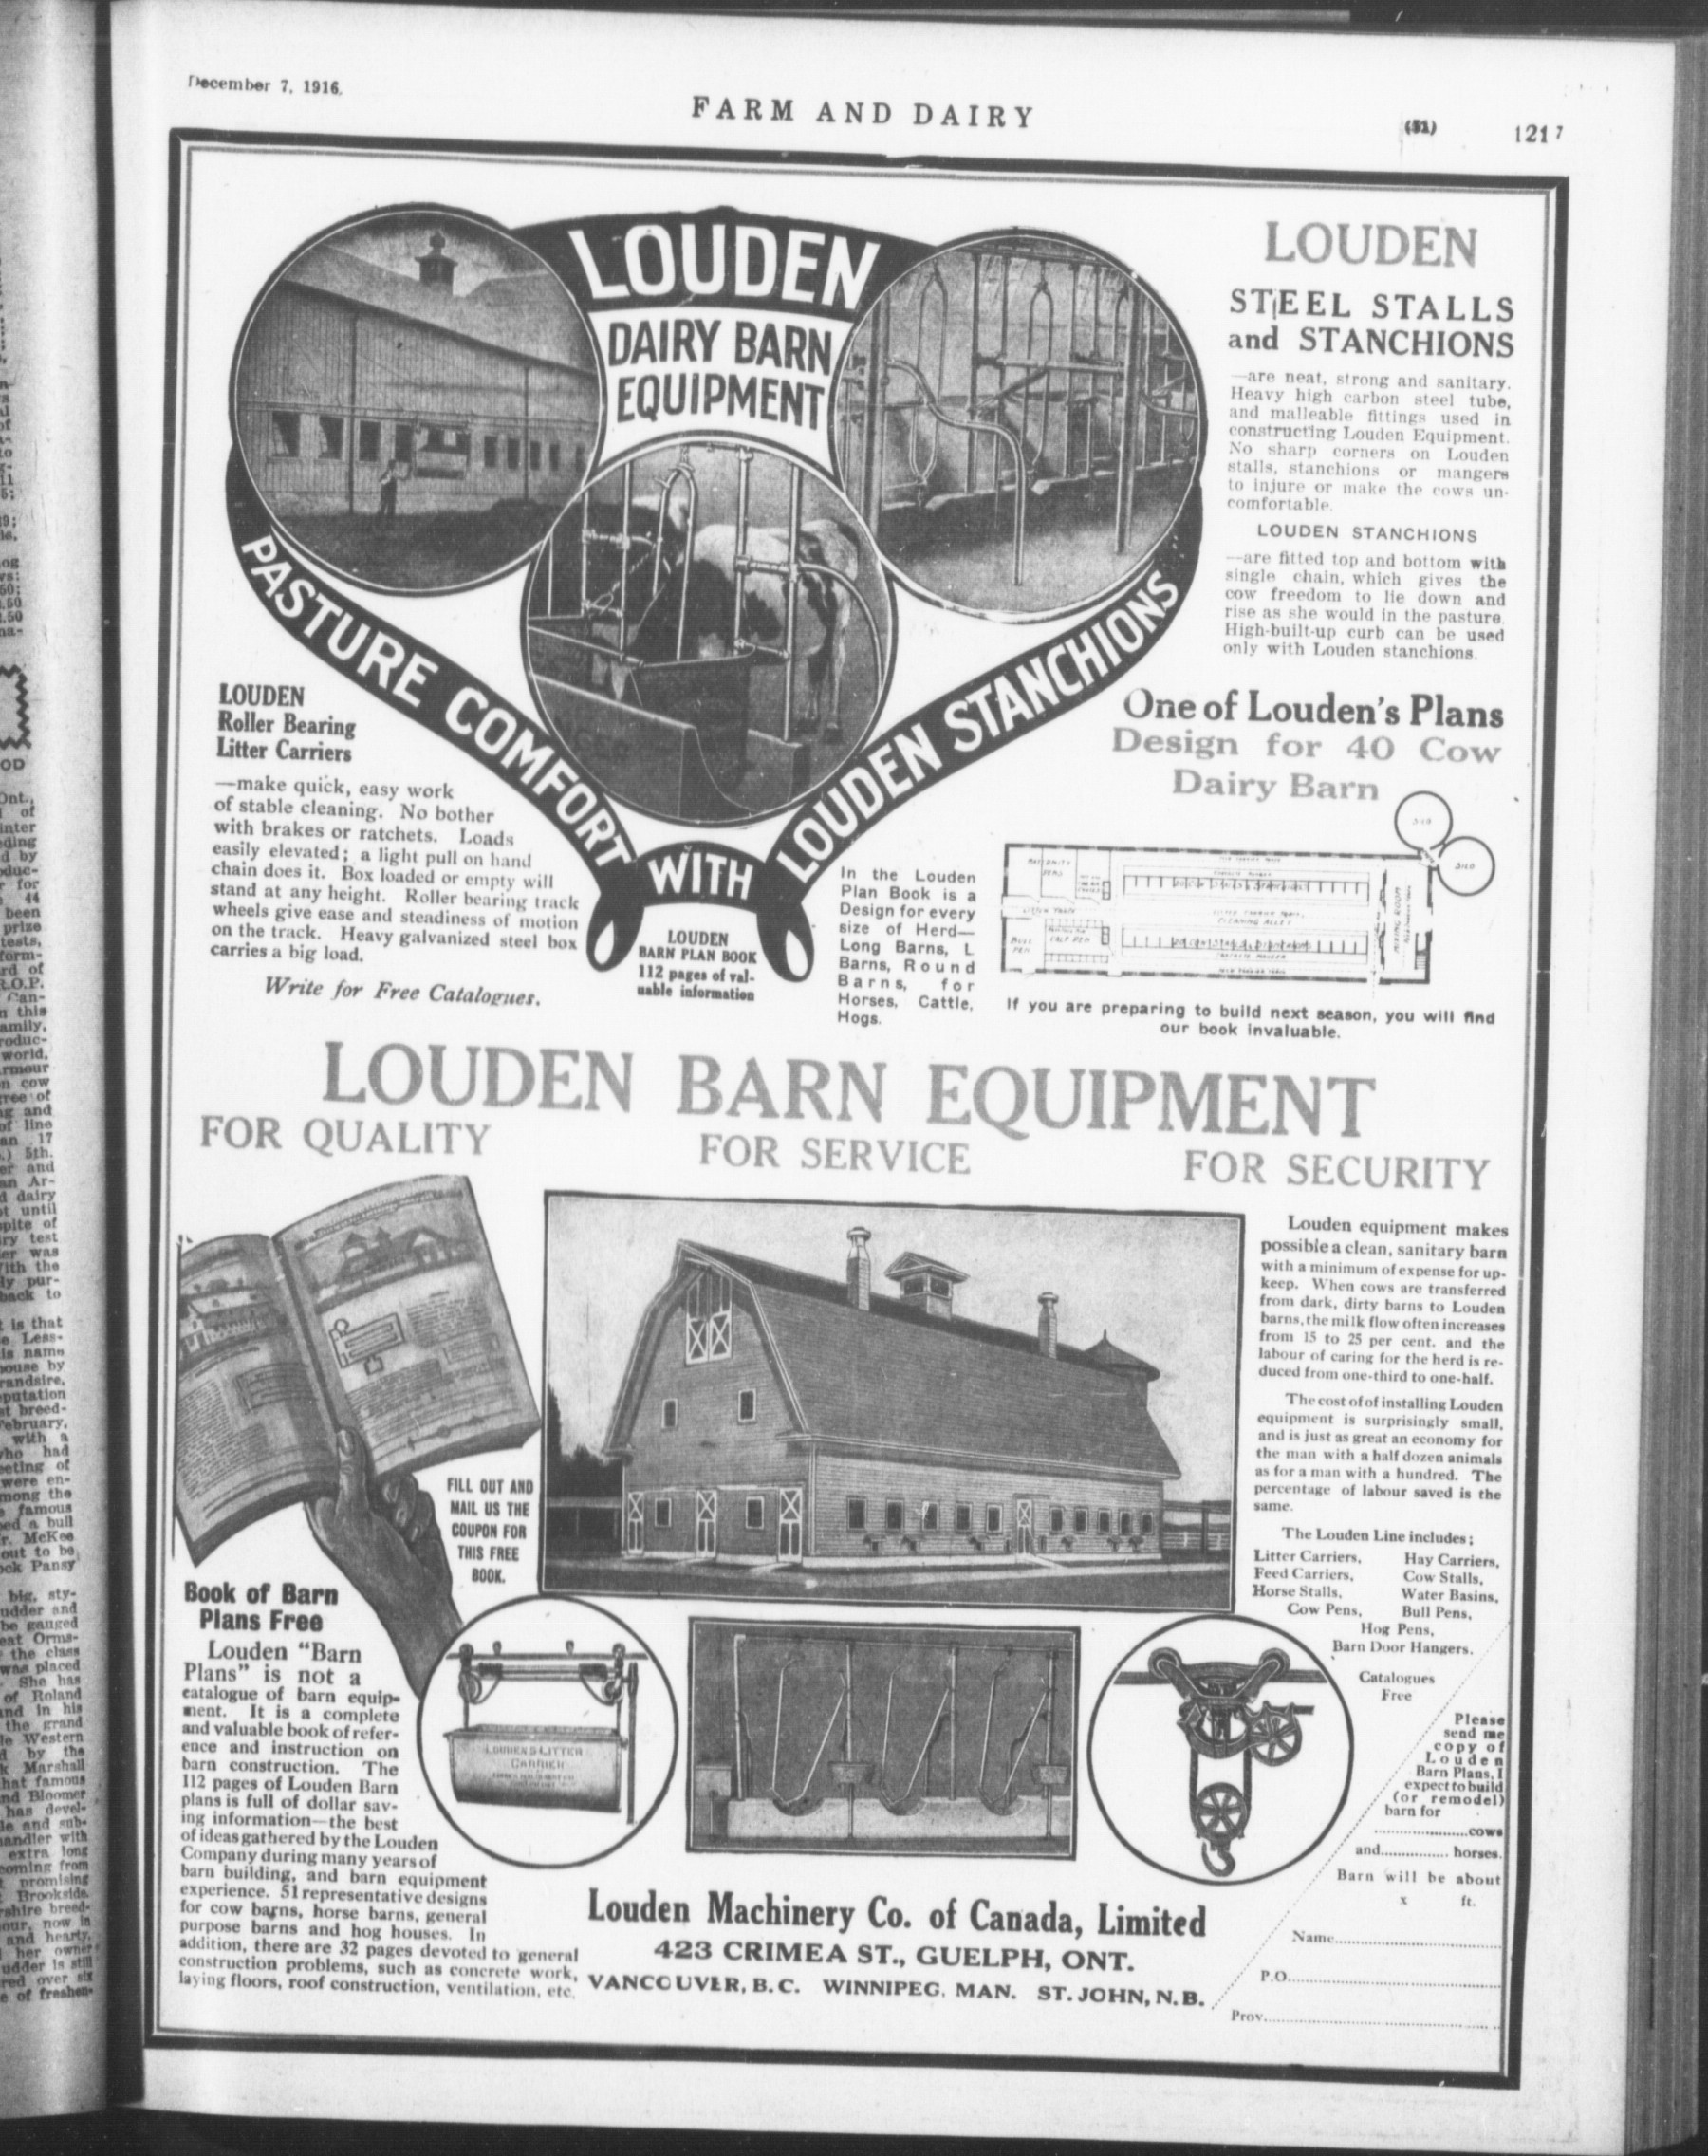 December 7, 1916.
FARM AND DAIRY
(51)
1217
LOUDEN
DAIRY BARN
EQUIPMENT
PASTURE COMFORT
WITH
LOUDEN STANCHIONS
LOUDEN
STEEL STALLS
and STANCHIONS
—are neat, strong and sanitary.
Heavy high carbon steel tube,
and malleable fittings used in
constructing Louden Equipment.
No sharp corners on Louden
stalls, stanchions or mangers
to injure or make the cows un-
comfortable.
LOUDEN STANCHIONS
—are fitted top and bottom with
single chain, which gives the
cow freedom to lie down and
rise as she would in the pasture.
High-built-up curb can be used
only with Louden stanchions.
LOUDEN
Roller Bearing
Litter Carriers
—make quick, easy work
of stable cleaning. No bother
with brakes or ratchets. Loads
easily elevated; a light pull on hand
chain does it. Box loaded or empty will
stand at any height. Roller bearing track
wheels give ease and steadiness of motion
on the track. Heavy galvanized steel box
carries a big load.
Write for Free Catalogues.
LOUDEN
BARN PLAN BOOK
112 pages of val-
uable information
In the Louden
Plan Book is a
Design for every
size of Herd—
Long Barns, L
Barns, Round
Barns, for
Horses, Cattle,
Hogs.
One of Louden's Plans
Design for 40 Cow
Dairy Barn
SILO
SILO
MATERNITY
PENS
BULL
PEN
CALF PEN
CLEANING ALLEY
If you are preparing to build next season, you will find
our book invaluable.
LOUDEN BARN EQUIPMENT
FOR QUALITY
FOR SERVICE
FOR SECURITY
FILL OUT AND
MAIL US THE
COUPON FOR
THIS FREE
BOOK.
Book of Barn
Plans Free
Louden "Barn
Plans" is not a
catalogue of barn equip-
ment. It is a complete
and valuable book of refer-
ence and instruction on
barn construction. The
112 pages of Louden Barn
plans is full of dollar sav-
ing information—the best
of ideas gathered by the Louden
Company during many years of
barn building, and barn equipment
experience. 51 representative designs
for cow barns, horse barns, general
purpose barns and hog houses. In
addition, there are 32 pages devoted to general
construction problems, such as concrete work,
laying floors, roof construction, ventilation, etc.
LOUDEN'S LITTER
CARRIER
Louden equipment makes
possible a clean, sanitary barn
with a minimum of expense for up-
keep. When cows are transferred
from dark, dirty barns to Louden
barns, the milk flow often increases
from 15 to 25 per cent. and the
labour of caring for the herd is re-
duced from one-third to one-half.
The cost of of installing Louden
equipment is surprisingly small,
and is just as great an economy for
the man with a half dozen animals
as for a man with a hundred. The
percentage of labour saved is the
same.
The Louden Line includes;
Litter Carriers, Hay Carriers,
Feed Carriers, Cow Stalls,
Horse Stalls, Water Basins,
Cow Pens, Bull Pens,
Hog Pens,
Barn Door Hangers.
Catalogues
Free
Please
send me
copy of
Louden
Barn Plans. I
expect to build
(or remodel)
barn for
....................cows
and............... horses.
Barn will be about
x ft.
Name..............................
P.O..............................
Prov..............................
Louden Machinery Co. of Canada, Limited
423 CRIMEA ST., GUELPH, ONT.
VANCOUVER, B.C. WINNIPEG, MAN. ST. JOHN, N.B.